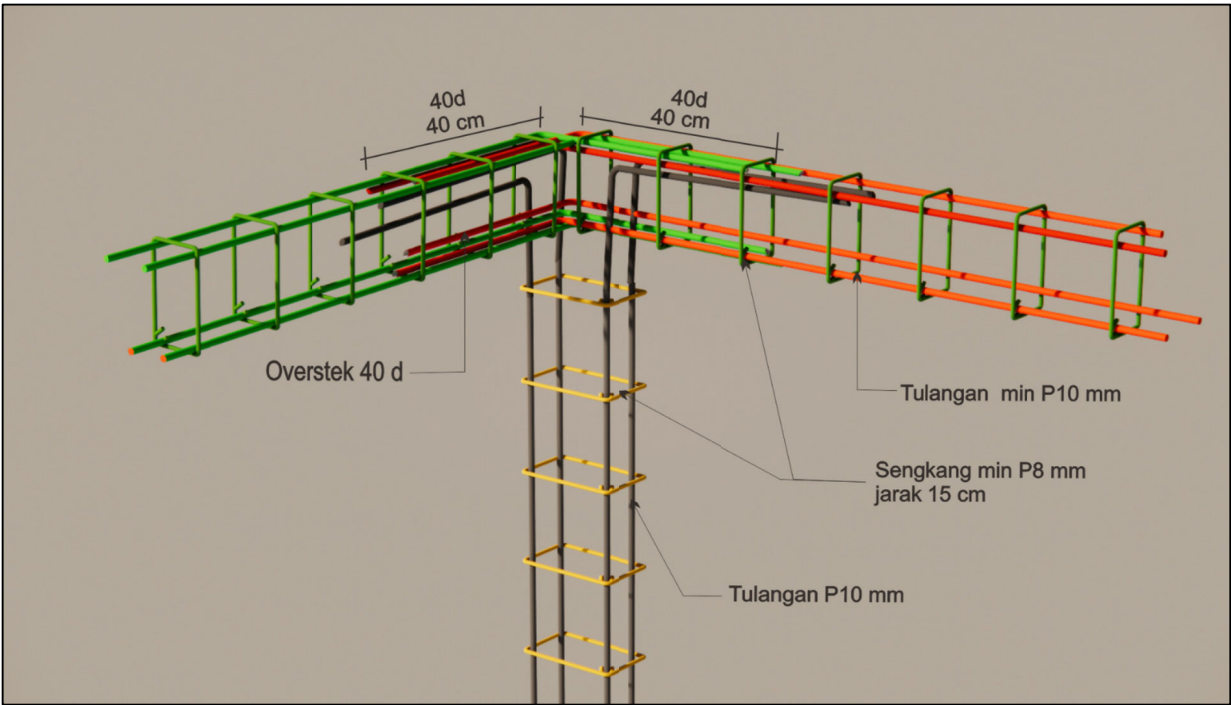 40d
40 cm
40d
40 cm
Overstek 40 d
Tulangan min P10 mm
Sengkang min P8 mm
jarak 15 cm
Tulangan P10 mm